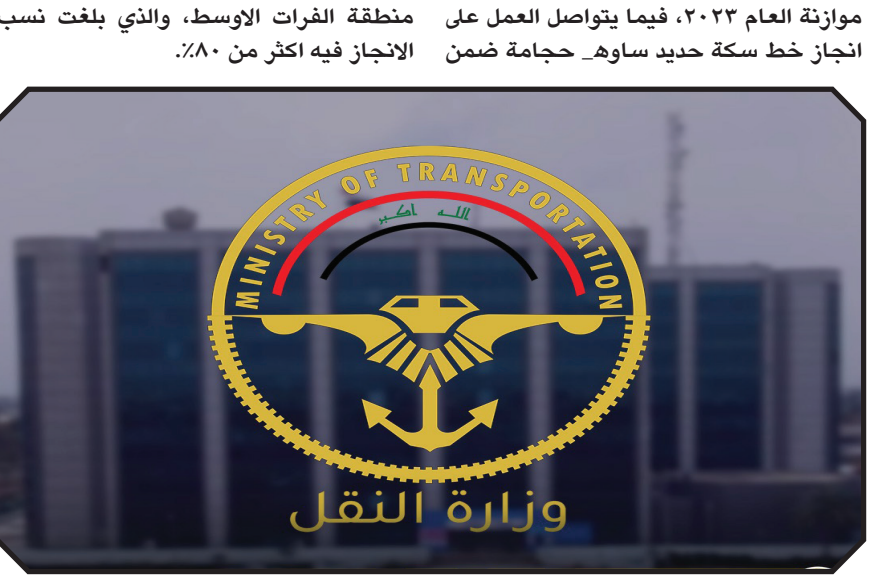 موازنة العام ٢٠٢٣، فيما يتواصل العمل على
انجاز خط سكة حديد ساوهـ_ حجامة ضمن
منطقة الفرات الاوسط، والذي بلغت نسب
الانجاز فيه اكثر من ٨٠٪.
MINISTRY OF TRANSPORTATION
الله اكبر
وزارة النقل